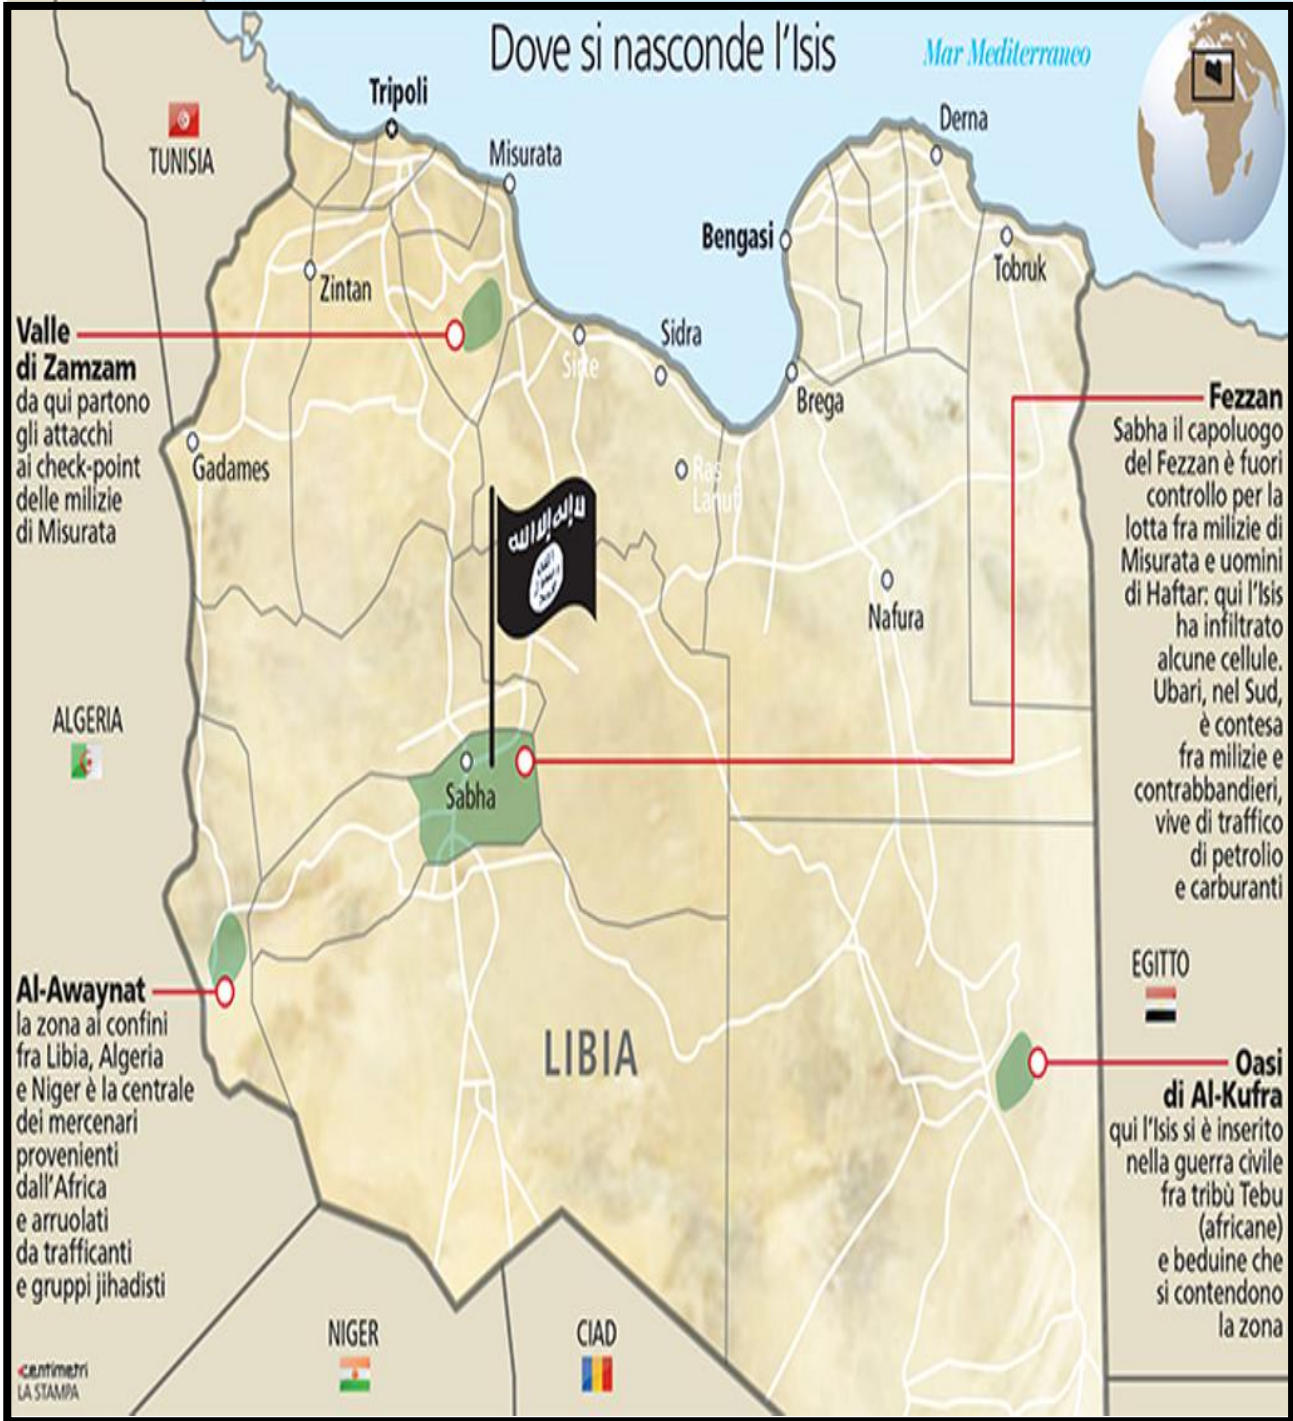 Dove si nasconde l'Isis
Mar Mediterraneo
Tripoli
TUNISIA
Misurata
Derna
Bengasi
Tobruk
Zintan
Sidra
Sirte
Brega
Gadames
Ras
Lanuf
Nafura
ALGERIA
Sabha
LIBIA
EGITTO
NIGER
CIAD
Valle
di Zamzam
da qui partono
gli attacchi
ai check-point
delle milizie
di Misurata
Fezzan
Sabha il capoluogo
del Fezzan è fuori
controllo per la
lotta fra milizie di
Misurata e uomini
di Haftar: qui l'Isis
ha infiltrato
alcune cellule.
Ubari, nel Sud,
è contesa
fra milizie e
contrabbandieri,
vive di traffico
di petrolio
e carburanti
Al-Awaynat
la zona ai confini
fra Libia, Algeria
e Niger è la centrale
dei mercenari
provenienti
dall'Africa
e arruolati
da trafficanti
e gruppi jihadisti
Oasi
di Al-Kufra
qui l'Isis si è inserito
nella guerra civile
fra tribù Tebu
(africane)
e beduine che
si contendono
la zona
لا إله إلا الله
centimetri
LA STAMPA